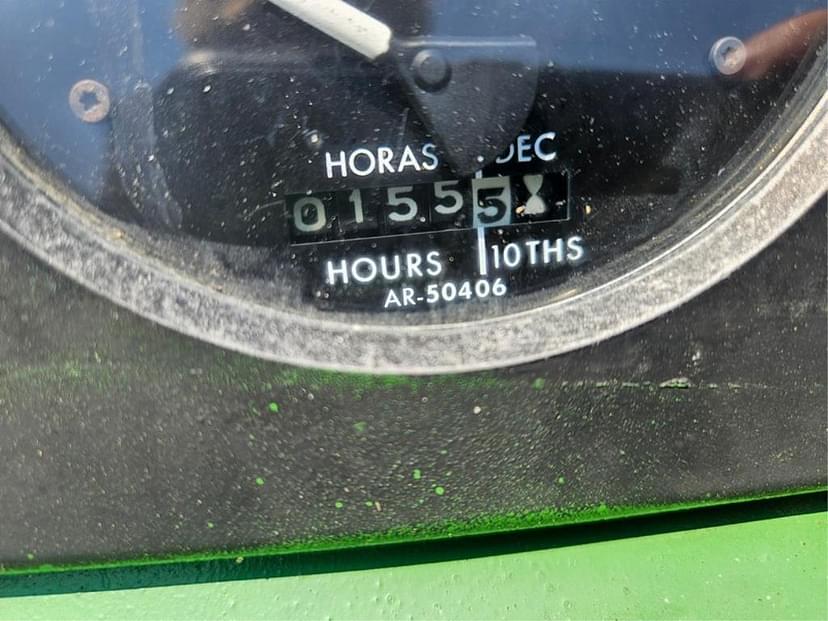 HORAS DEC
01555
HOURS 10THS
AR-50406